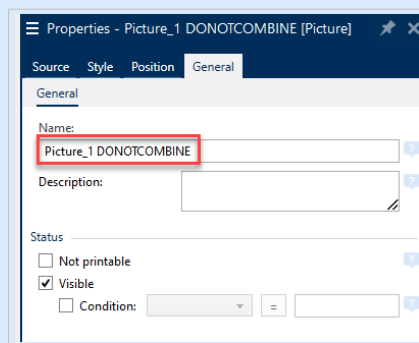 Properties - Picture_1 DONOTCOMBINE [Picture]
Source Style Position General
General
Name:
Picture_1 DONOTCOMBINE
?
Description:
?
Status
Not printable
?
Visible
Condition: =
?